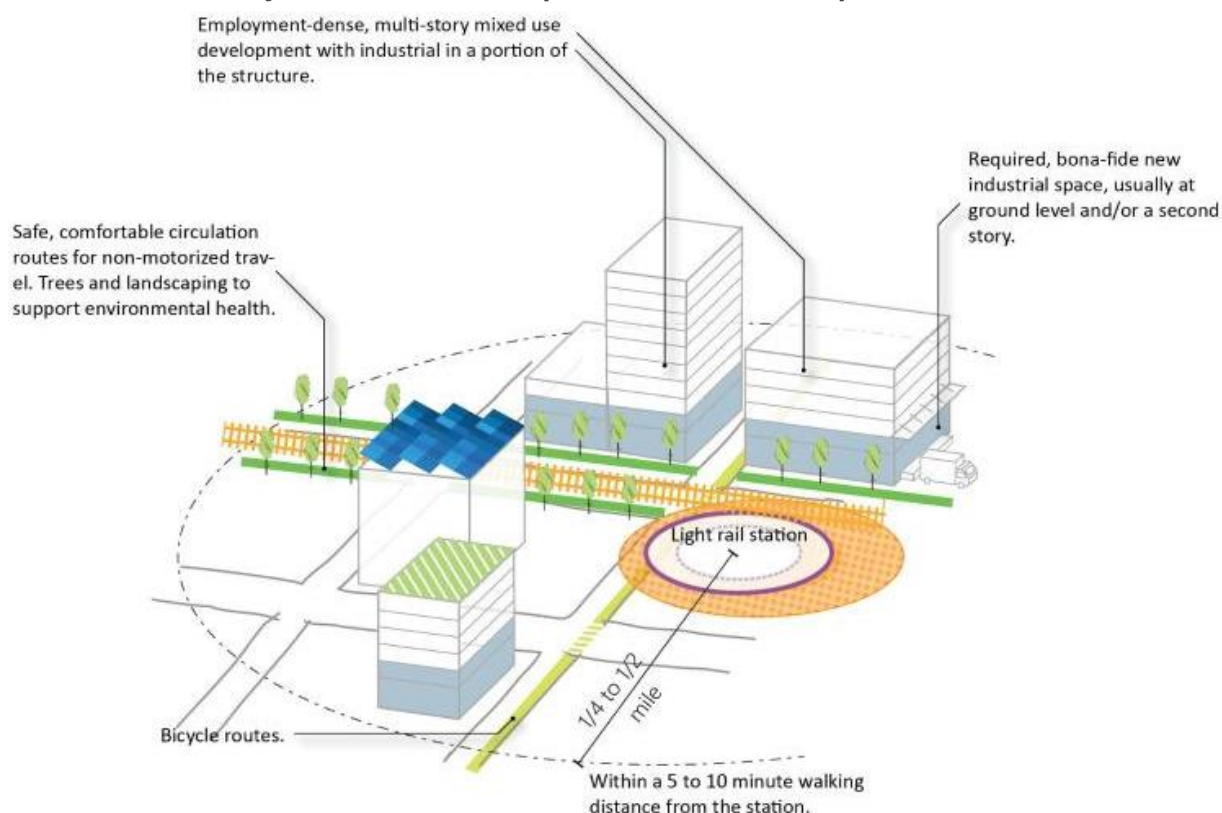 Employment-dense, multi-story mixed use
development with industrial in a portion of
the structure.
Required, bona-fide new
industrial space, usually at
ground level and/or a second
story.
Safe, comfortable circulation
routes for non-motorized trav-
el. Trees and landscaping to
support environmental health.
Light rail station
1/4 to 1/2
mile
Bicycle routes.
Within a 5 to 10 minute walking
distance from the station.